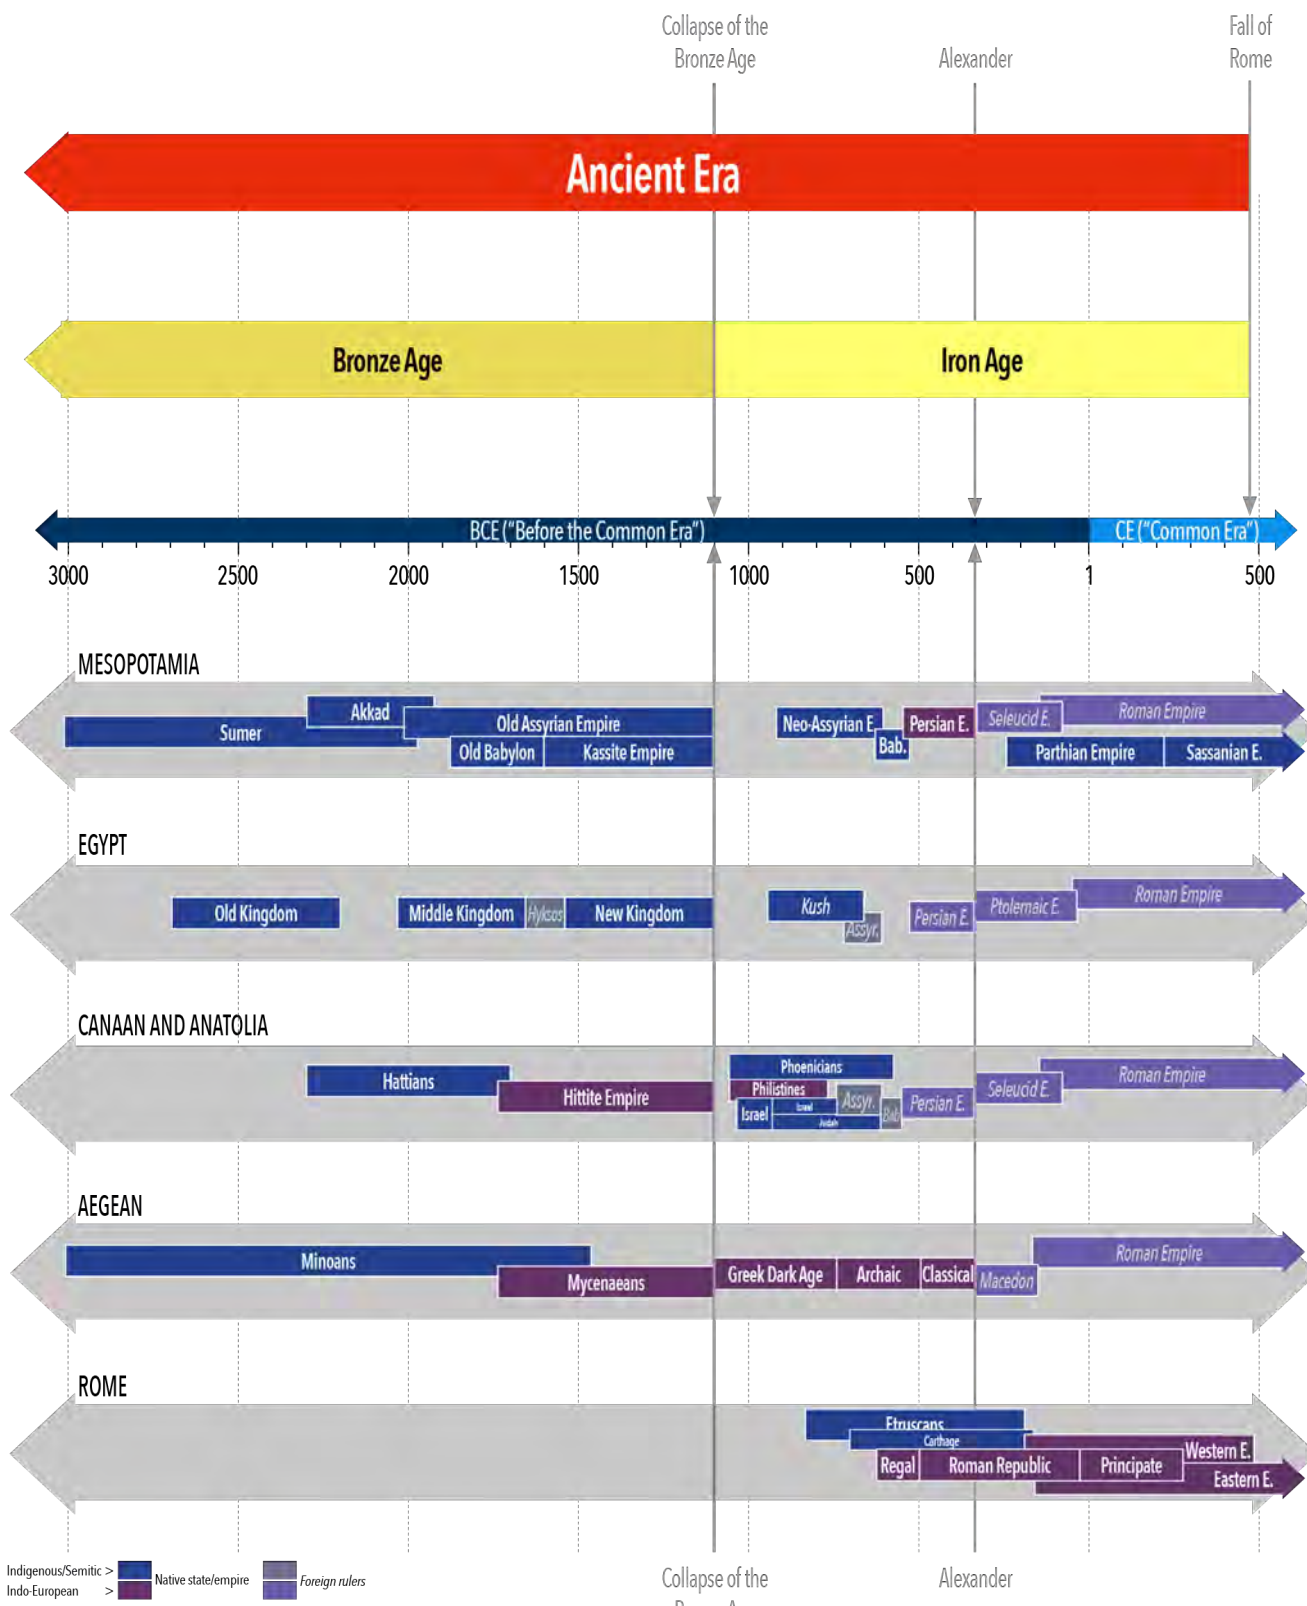 Collapse of the
Bronze Age
Alexander
Fall of
Rome
Ancient Era
Bronze Age
Iron Age
BCE (“Before the Common Era”)
CE (“Common Era”)
3000 2500 2000 1500 1000 500 1 500
MESOPOTAMIA
Akkad
Sumer
Old Assyrian Empire
Old Babylon
Kassite Empire
Neo-Assyrian E.
Bab.
Persian E.
Seleucid E.
Roman Empire
Parthian Empire
Sassanian E.
EGYPT
Old Kingdom
Middle Kingdom
Hyksos
New Kingdom
Kush
Assyr.
Persian E.
Ptolemaic E.
Roman Empire
CANAAN AND ANATOLIA
Hattians
Hittite Empire
Phoenicians
Philistines
Israel
Israel
Judah
Assyr.
Bab
Persian E.
Seleucid E.
Roman Empire
AEGEAN
Minoans
Mycenaeans
Greek Dark Age
Archaic
Classical
Macedon
Roman Empire
ROME
Etruscans
Carthage
Regal
Roman Republic
Principate
Western E.
Eastern E.
Indigenous/Semitic >
Indo-European >
Native state/empire
Foreign rulers
Collapse of the
Alexander